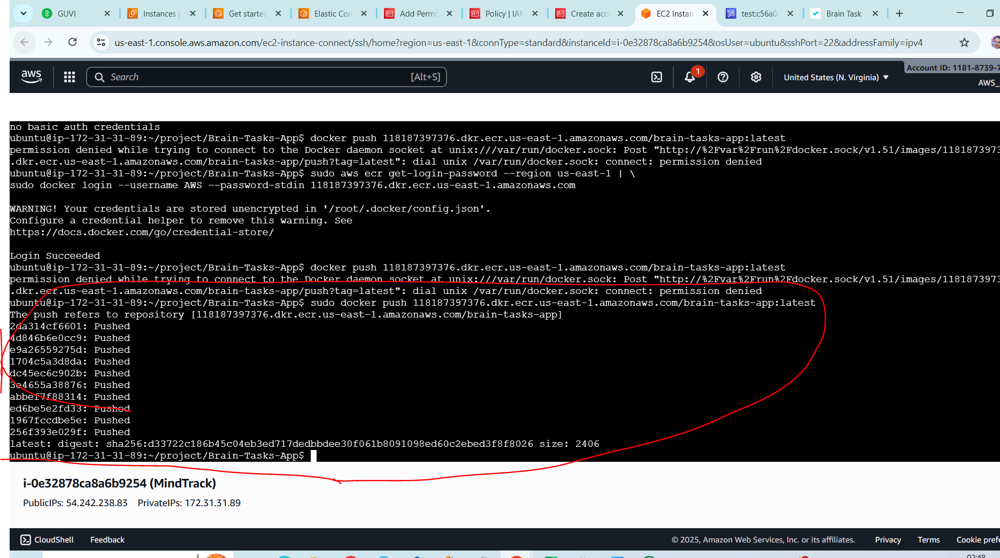 GUVI
Instances |
Get started
Elastic Con
Add Permis
Policy | IAM
Create acce
EC2 Instan
test:c56a0
Brain Task
us-east-1.console.aws.amazon.com/ec2-instance-connect/ssh/home?region=us-east-1&connType=standard&instanceId=i-0e32878ca8a6b9254&osUser=ubuntu&sshPort=22&addressFamily=ipv4
aws
Search
[Alt+S]
1
United States (N. Virginia)
Account ID: 1181-8739-7
AWS_
no basic auth credentials
ubuntu@ip-172-31-31-89:~/project/Brain-Tasks-App$ docker push 118187397376.dkr.ecr.us-east-1.amazonaws.com/brain-tasks-app:latest
permission denied while trying to connect to the Docker daemon socket at unix:///var/run/docker.sock: Post "http://%2Fvar%2Frun%2Fdocker.sock/v1.51/images/1181873973
.dkr.ecr.us-east-1.amazonaws.com/brain-tasks-app/push?tag=latest": dial unix /var/run/docker.sock: connect: permission denied
ubuntu@ip-172-31-31-89:~/project/Brain-Tasks-App$ sudo aws ecr get-login-password --region us-east-1 | \
sudo docker login --username AWS --password-stdin 118187397376.dkr.ecr.us-east-1.amazonaws.com
WARNING! Your credentials are stored unencrypted in '/root/.docker/config.json'.
Configure a credential helper to remove this warning. See
https://docs.docker.com/go/credential-store/
Login Succeeded
ubuntu@ip-172-31-31-89:~/project/Brain-Tasks-App$ docker push 118187397376.dkr.ecr.us-east-1.amazonaws.com/brain-tasks-app:latest
permission denied while trying to connect to the Docker daemon socket at unix:///var/run/docker.sock: Post "http://%2Fvar%2Frun%2Fdocker.sock/v1.51/images/1181873973
.dkr.ecr.us-east-1.amazonaws.com/brain-tasks-app/push?tag=latest": dial unix /var/run/docker.sock: connect: permission denied
ubuntu@ip-172-31-31-89:~/project/Brain-Tasks-App$ sudo docker push 118187397376.dkr.ecr.us-east-1.amazonaws.com/brain-tasks-app:latest
The push refers to repository [118187397376.dkr.ecr.us-east-1.amazonaws.com/brain-tasks-app]
2da314cf6601: Pushed
4d846b6e0cc9: Pushed
e9a26559275d: Pushed
1704c5a3d8da: Pushed
dc45ec6c902b: Pushed
3e4655a38876: Pushed
abbef7f88314: Pushed
ed6be5e2fd33: Pushed
1967fccdbe5e: Pushed
256f393e029f: Pushed
latest: digest: sha256:d33722c186b45c04eb3ed717dedbbdee30f061b8091098ed60c2ebed3f8f8026 size: 2406
ubuntu@ip-172-31-31-89:~/project/Brain-Tasks-App$
i-0e32878ca8a6b9254 (MindTrack)
PublicIPs: 54.242.238.83 PrivateIPs: 172.31.31.89
CloudShell
Feedback
© 2025, Amazon Web Services, Inc. or its affiliates.
Privacy
Terms
Cookie prefe